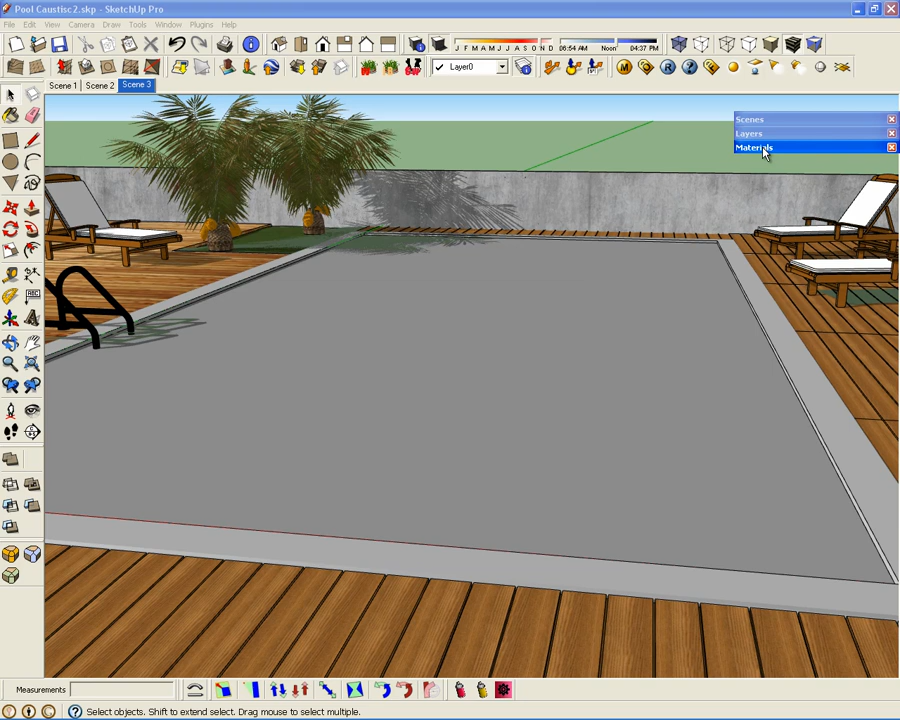 Pool Caustisc2.skp - SketchUp Pro
File Edit View Camera Draw Tools Window Plugins Help
J F M A M J J A S O N D 06:54 AM Noon 04:37 PM
Layer0
M R
Scene 1 Scene 2 Scene 3
Scenes
Layers
Materials
ABC
A
Measurements
Select objects. Shift to extend select. Drag mouse to select multiple.